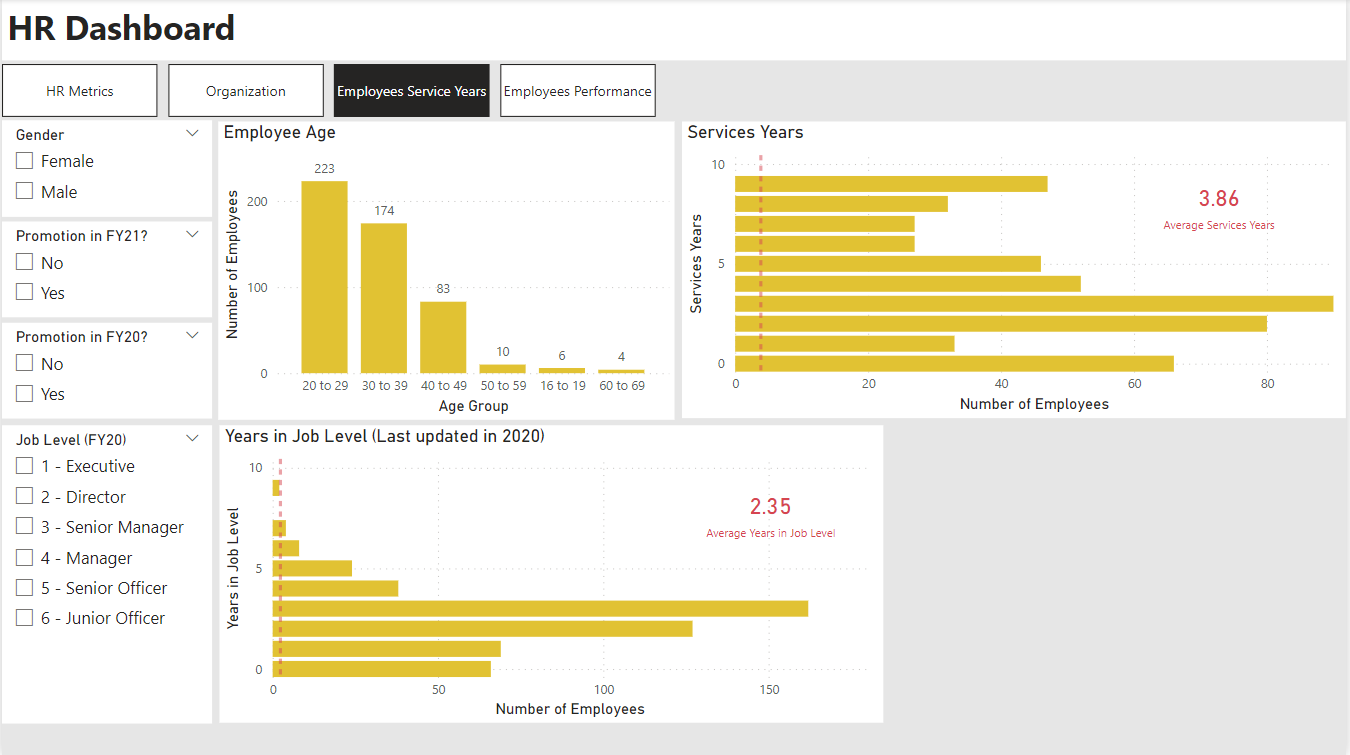 HR Dashboard
HR Metrics
Organization
Employees Service Years
Employees Performance
Gender
Female
Male
Promotion in FY21?
No
Yes
Promotion in FY20?
No
Yes
Job Level (FY20)
1 - Executive
2 - Director
3 - Senior Manager
4 - Manager
5 - Senior Officer
6 - Junior Officer
Employee Age
Number of Employees
200
100
0
223
174
83
10
6
4
20 to 29
30 to 39
40 to 49
50 to 59
16 to 19
60 to 69
Age Group
Services Years
Services Years
10
5
0
3.86
Average Services Years
0
20
40
60
80
Number of Employees
Years in Job Level (Last updated in 2020)
Years in Job Level
10
5
0
2.35
Average Years in Job Level
0
50
100
150
Number of Employees